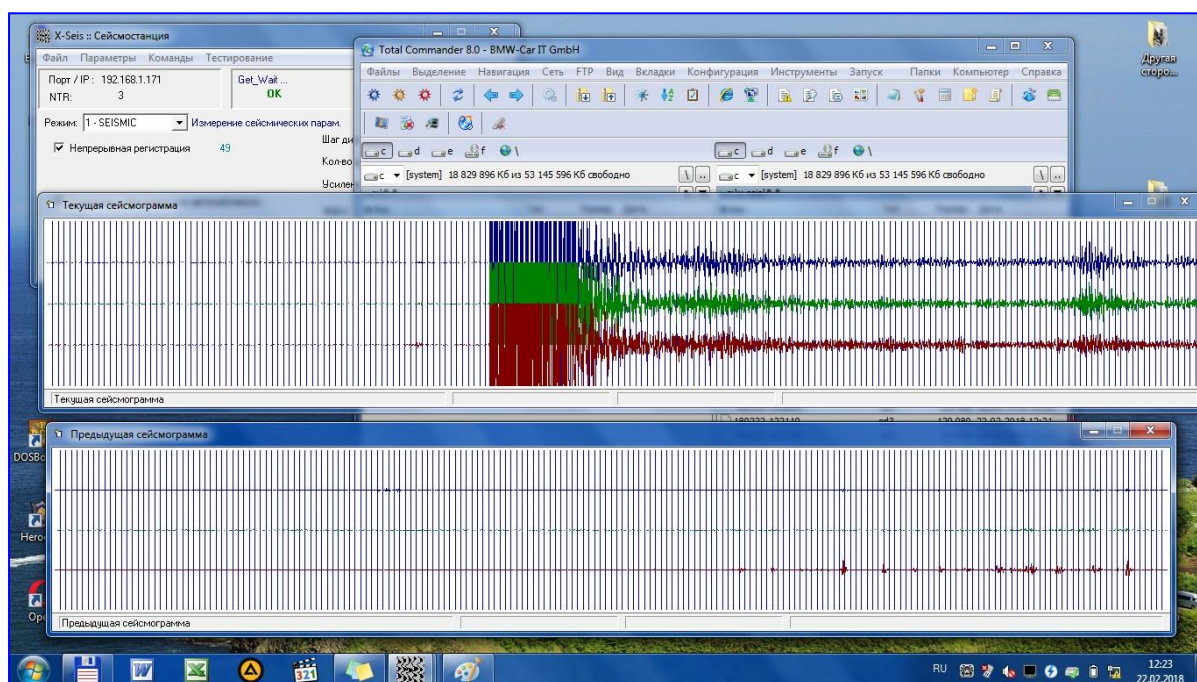 X-Seis :: Сейсмостанция
Файл Параметры Команды Тестирование
Порт / IP : 192.168.1.171
NTR: 3
Get_Wait ...
OK
Режим: 1 - SEISMIC Измерение сейсмических парам.
Непрерывная регистрация 49
Шаг ди
Кол-во
Усилен
Total Commander 8.0 - BMW-Car IT GmbH
Файлы Выделение Навигация Сеть FTP Вид Вкладки Конфигурация Инструменты Запуск Папки Компьютер Справка
c d e f \
c d e f \
c [system] 18 829 896 Кб из 53 145 596 Кб свободно \ ..
c [system] 18 829 896 Кб из 53 145 596 Кб свободно \ ..
Другая
сторо...
Текущая сейсмограмма
Текущая сейсмограмма
Предыдущая сейсмограмма
Предыдущая сейсмограмма
DOSBo
Hero
Ope
321
RU
12:23
22.02.2018